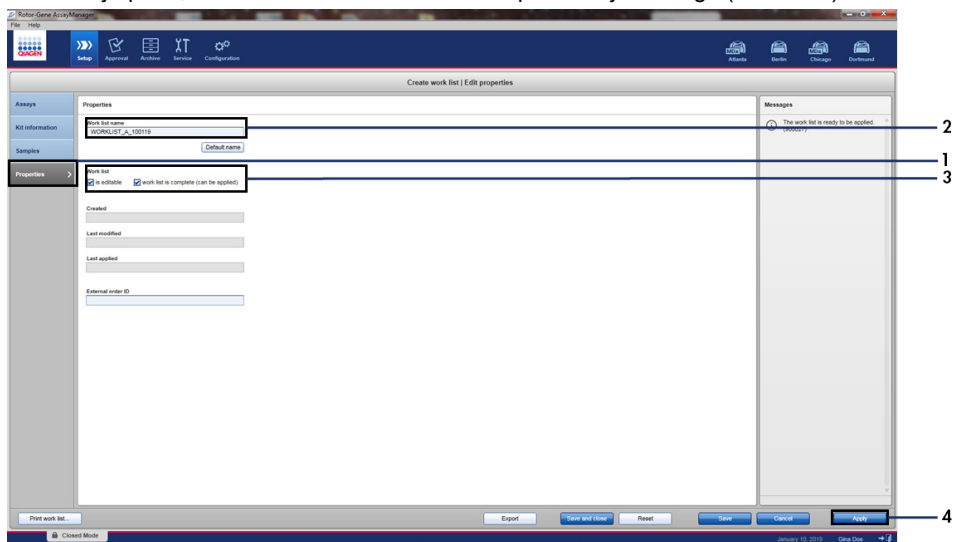 Rotor-Gene AssayManager
File Help
QIAGEN
Setup Approval Archive Service Configuration
Atlanta Berlin Chicago Dortmund
Create work list | Edit properties
Assays
Kit information
Samples
Properties
Properties
Work list name
WORKLIST_A_100119
Default name
Work list
is editable work list is complete (can be applied)
Created
Last modified
Last applied
External order ID
Messages
The work list is ready to be applied.
2
1
3
4
Print work list...
Export Save and close Reset Save Cancel Apply
Closed Mode
January 10, 2019 Gina Doe